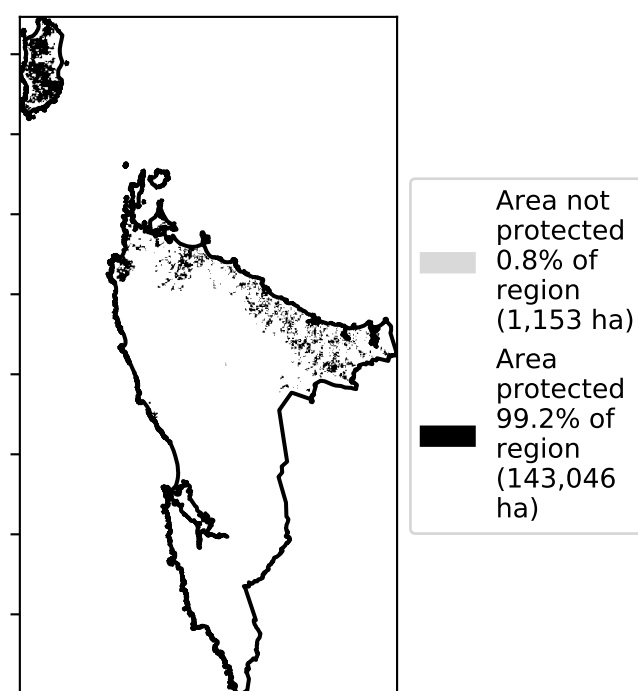 Area not
protected
0.8% of
region
(1,153 ha)
Area
protected
99.2% of
region
(143,046
ha)